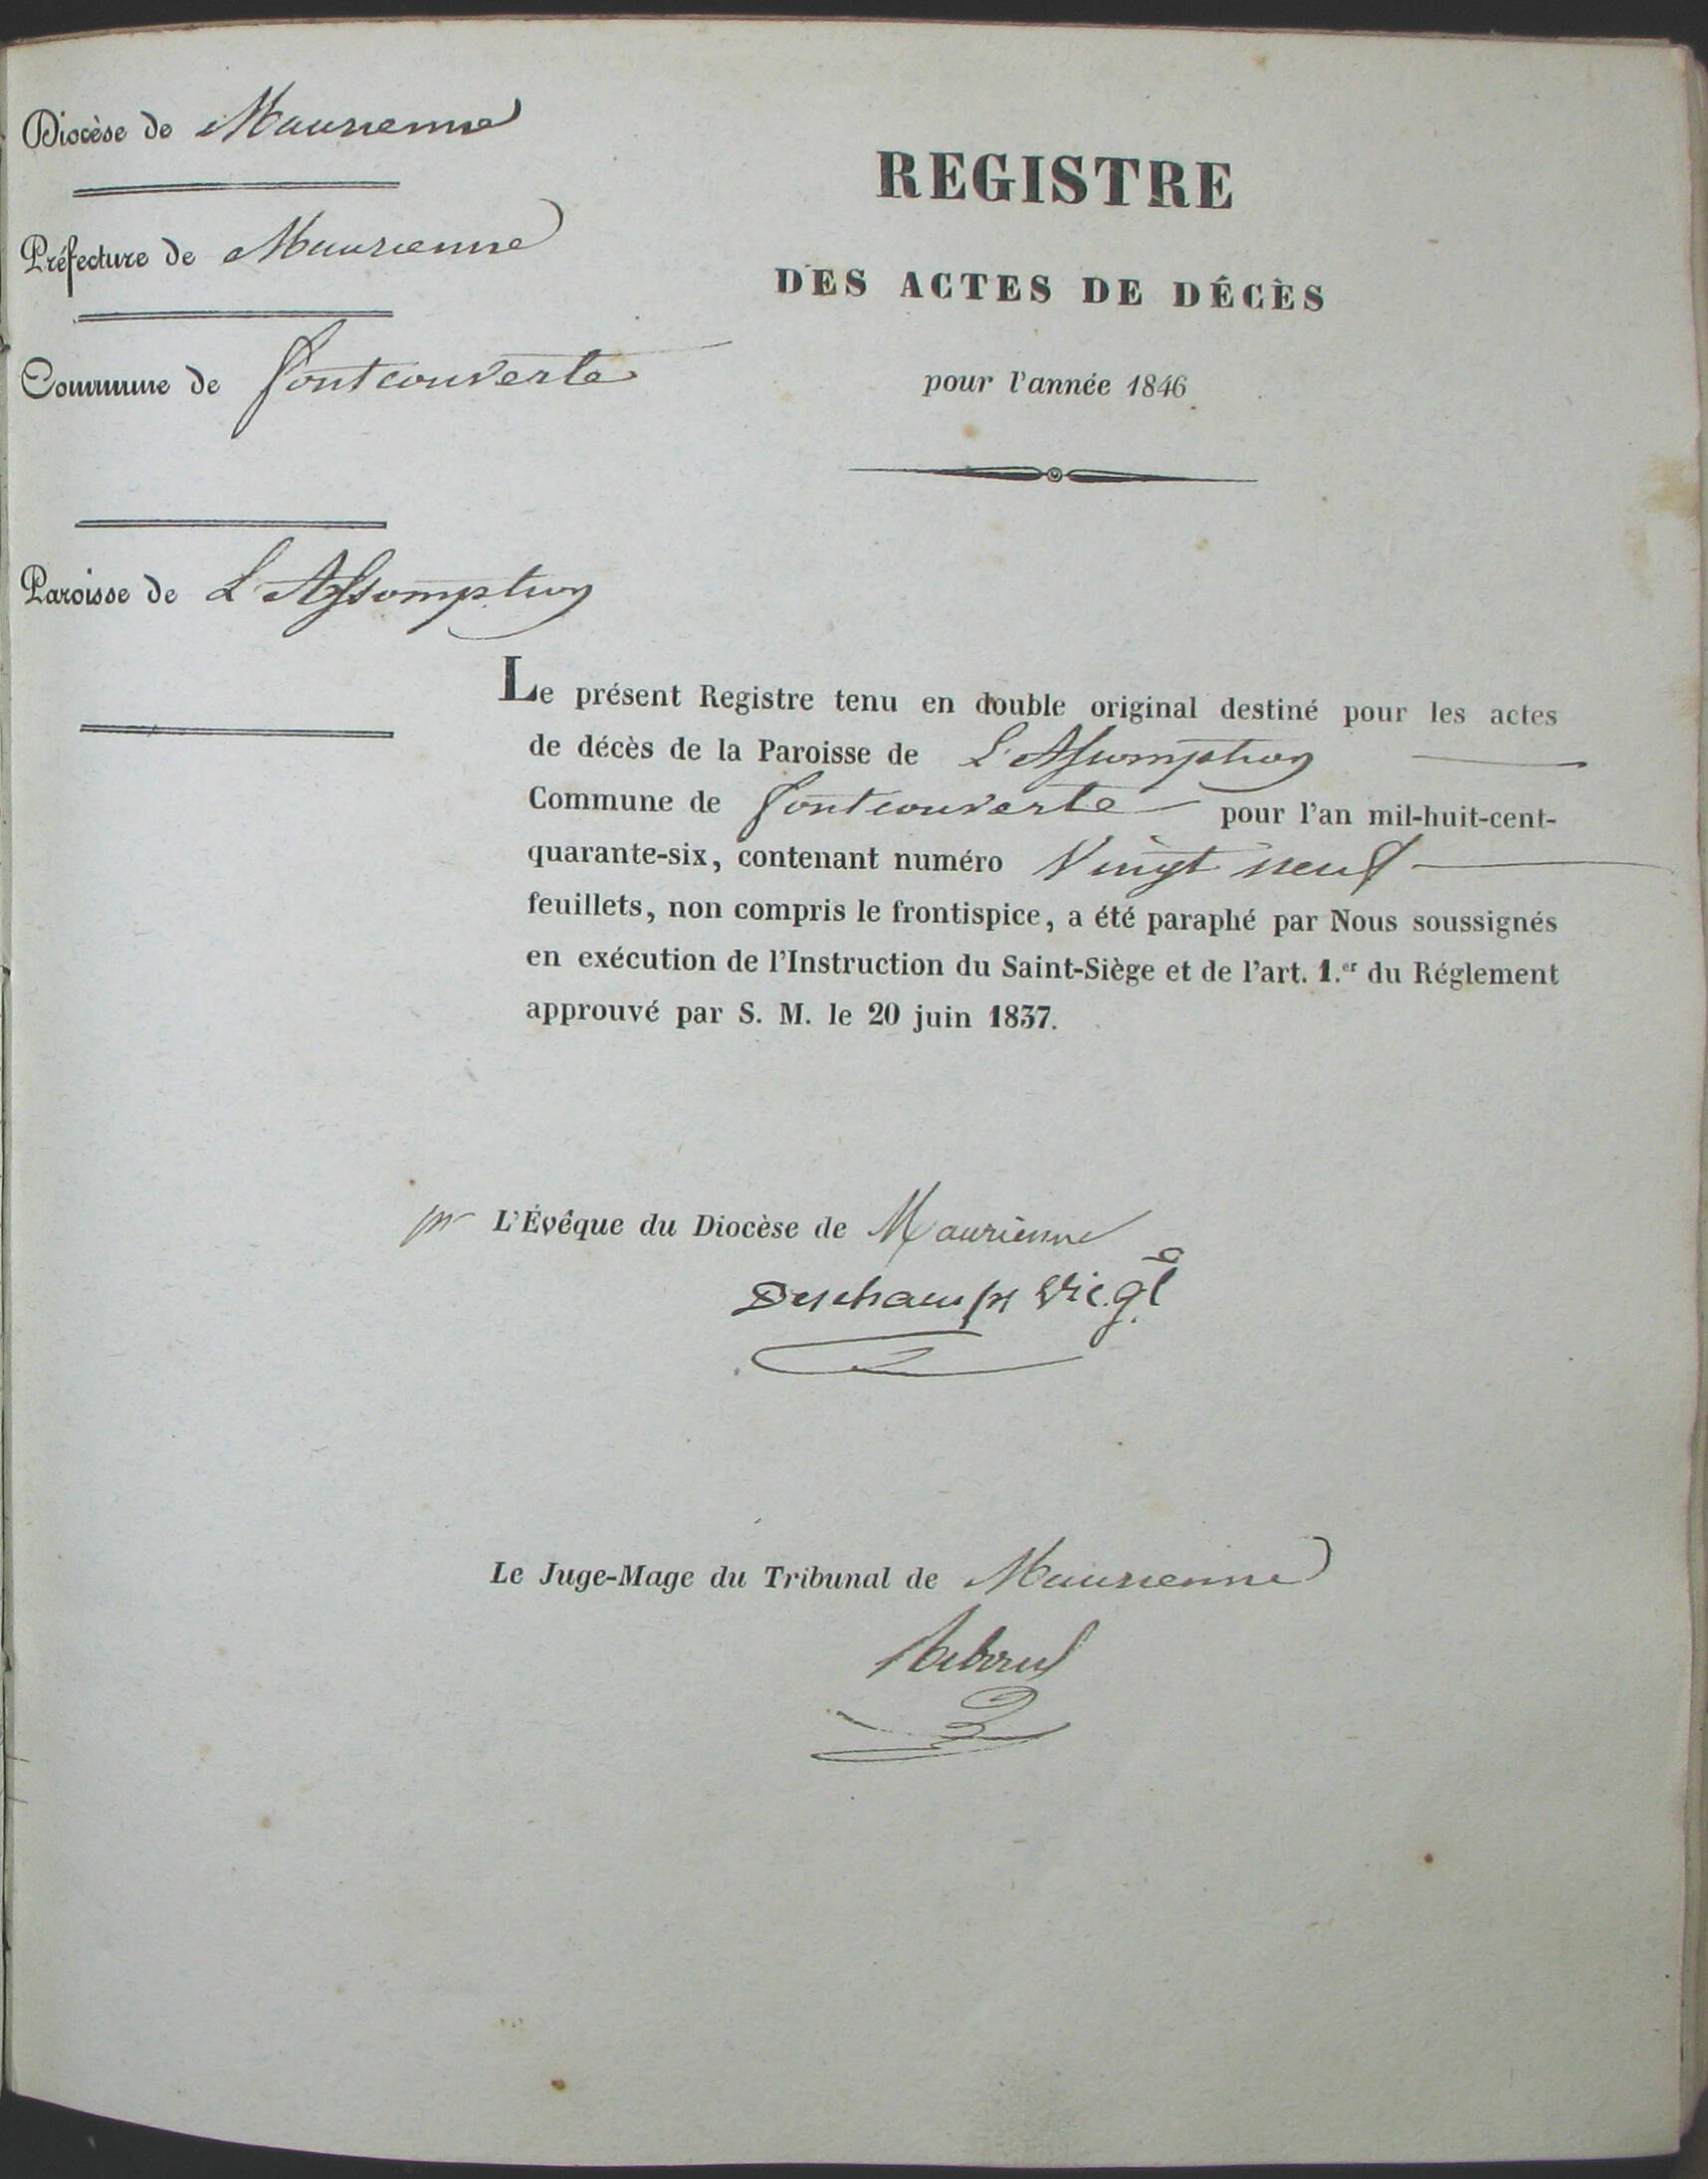 Diocèse de Maurienne
Préfecture de Maurienne
Commune de fontcouverte
Paroisse de L'Assomption
REGISTRE
DES ACTES DE DÉCÈS
pour l'année 1846
Le présent Registre tenu en double original destiné pour les actes
de décès de la Paroisse de L'Assomption
Commune de fontcouverte pour l'an mil-huit-cent-
quarante-six, contenant numéro Vingt neuf
feuillets, non compris le frontispice, a été paraphé par Nous soussignés
en exécution de l'Instruction du Saint-Siège et de l'art. 1.er du Réglement
approuvé par S. M. le 20 juin 1837.
pr L'Évêque du Diocèse de Maurienne
Deschamps Vic. gl
Le Juge-Mage du Tribunal de Maurienne